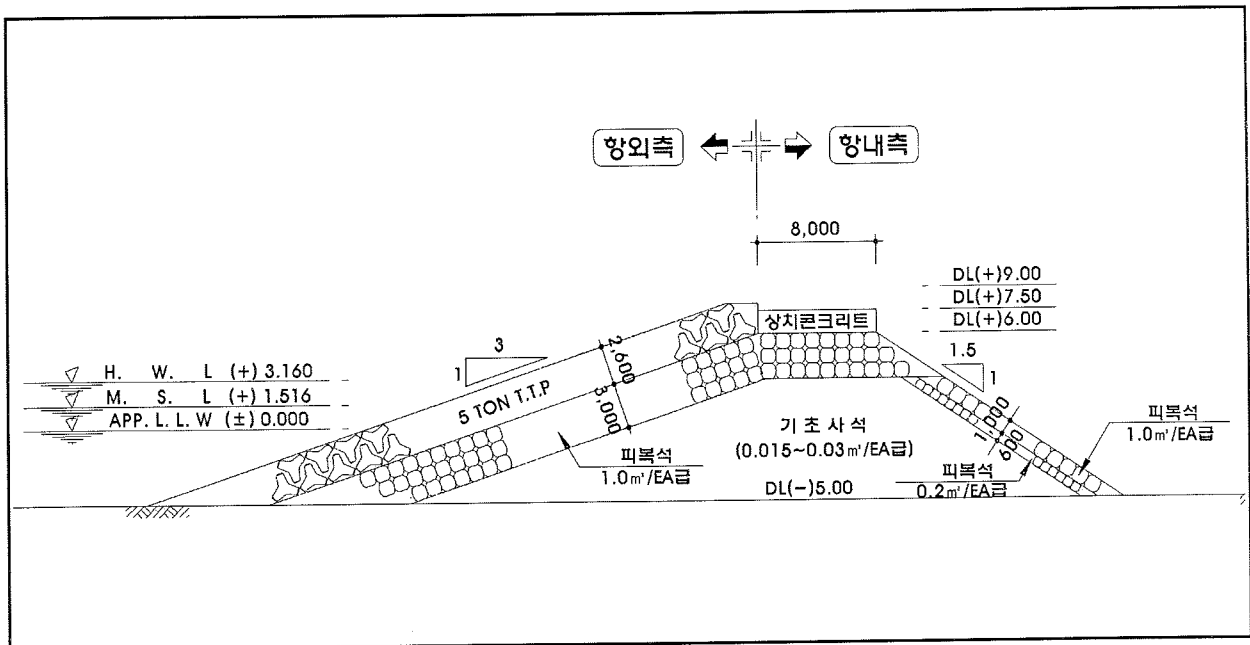 항외측
항내측
8,000
DL(+)9.00
DL(+)7.50
DL(+)6.00
상치콘크리트
3
1
2,600
3,000
1.5
1
H. W. L (+) 3.160
M. S. L (+) 1.516
APP. L. L. W (±) 0.000
5 TON T.T.P
기초사석
(0.015~0.03㎥/EA급)
피복석
1.0㎥/EA급
DL(-)5.00
1,000
600
피복석
1.0㎥/EA급
피복석
0.2㎥/EA급